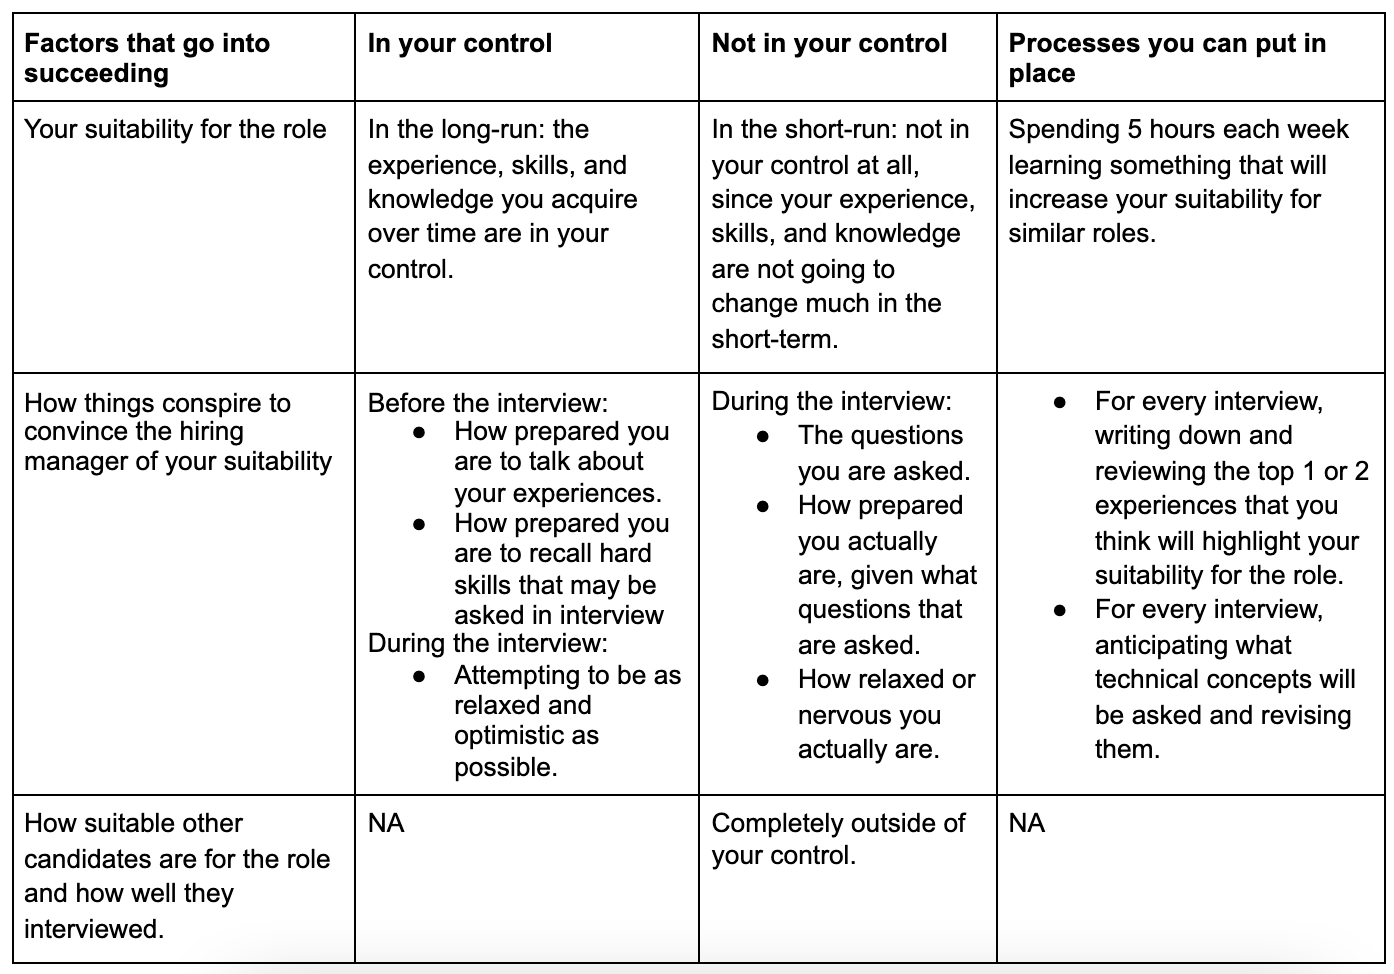 Factors that go into
succeeding
In your control
Not in your control
Processes you can put in
place
Your suitability for the role
In the long-run: the
experience, skills, and
knowledge you acquire
over time are in your
control.
In the short-run: not in
your control at all,
since your experience,
skills, and knowledge
are not going to
change much in the
short-term.
Spending 5 hours each week
learning something that will
increase your suitability for
similar roles.
How things conspire to
convince the hiring
manager of your suitability
Before the interview:
● How prepared you
are to talk about
your experiences.
● How prepared you
are to recall hard
skills that may be
asked in interview
During the interview:
● Attempting to be as
relaxed and
optimistic as
possible.
During the interview:
● The questions
you are asked.
● How prepared
you actually
are, given what
questions that
are asked.
● How relaxed or
nervous you
actually are.
● For every interview,
writing down and
reviewing the top 1 or 2
experiences that you
think will highlight your
suitability for the role.
● For every interview,
anticipating what
technical concepts will
be asked and revising
them.
How suitable other
candidates are for the role
and how well they
interviewed.
NA
Completely outside of
your control.
NA